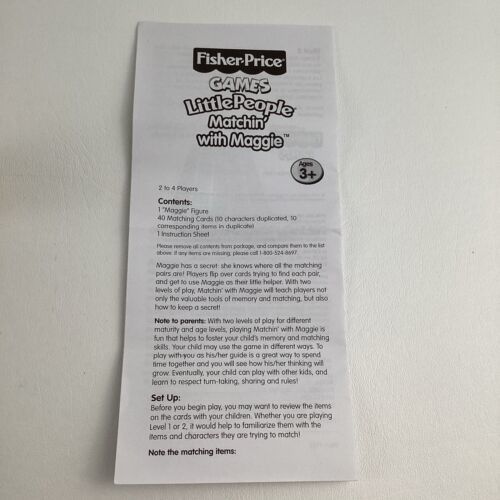 Fisher-Price®
GAMES
LittlePeople®
Matchin'
with Maggie™
Ages
3+
2 to 4 Players
Contents:
1 "Maggie" Figure
40 Matching Cards (10 characters duplicated, 10
corresponding items in duplicate)
1 Instruction Sheet
Please remove all contents from package, and compare them to the list
above. If any items are missing, please call 1-800-524-8697
Maggie has a secret: she knows where all the matching
pairs are! Players flip over cards trying to find each pair,
and get to use Maggie as their little helper. With two
levels of play, Matchin' with Maggie will teach players not
only the valuable tools of memory and matching, but also
how to keep a secret!
Note to parents: With two levels of play for different
maturity and age levels, playing Matchin' with Maggie is
fun that helps to foster your child's memory and matching
skills. Your child may use the game in different ways. To
play with you as his/her guide is a great way to spend
time together and you will see how his/her thinking will
grow. Eventually, your child can play with other kids, and
learn to respect turn-taking, sharing and rules!
Set Up:
Before you begin play, you may want to review the items
on the cards with your children. Whether you are playing
Level 1 or 2, it would help to familiarize them with the
items and characters they are trying to match!
Note the matching items: